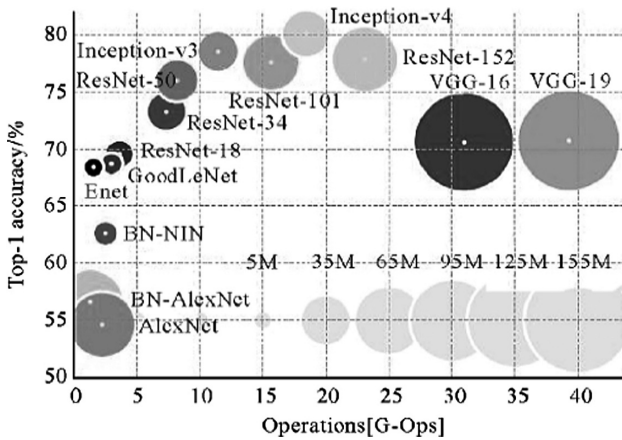 Inception-v4
80
Inception-v3
ResNet-152
ResNet-50
VGG-16
VGG-19
75
ResNet-101
ResNet-34
70
ResNet-18
GoodLeNet
Enet
65
BN-NIN
60
5M 35M 65M 95M 125M 155M
BN-AlexNet
55
AlexNet
50
0 5 10 15 20 25 30 35 40
Operations[G-Ops]
Top-1 accuracy/%